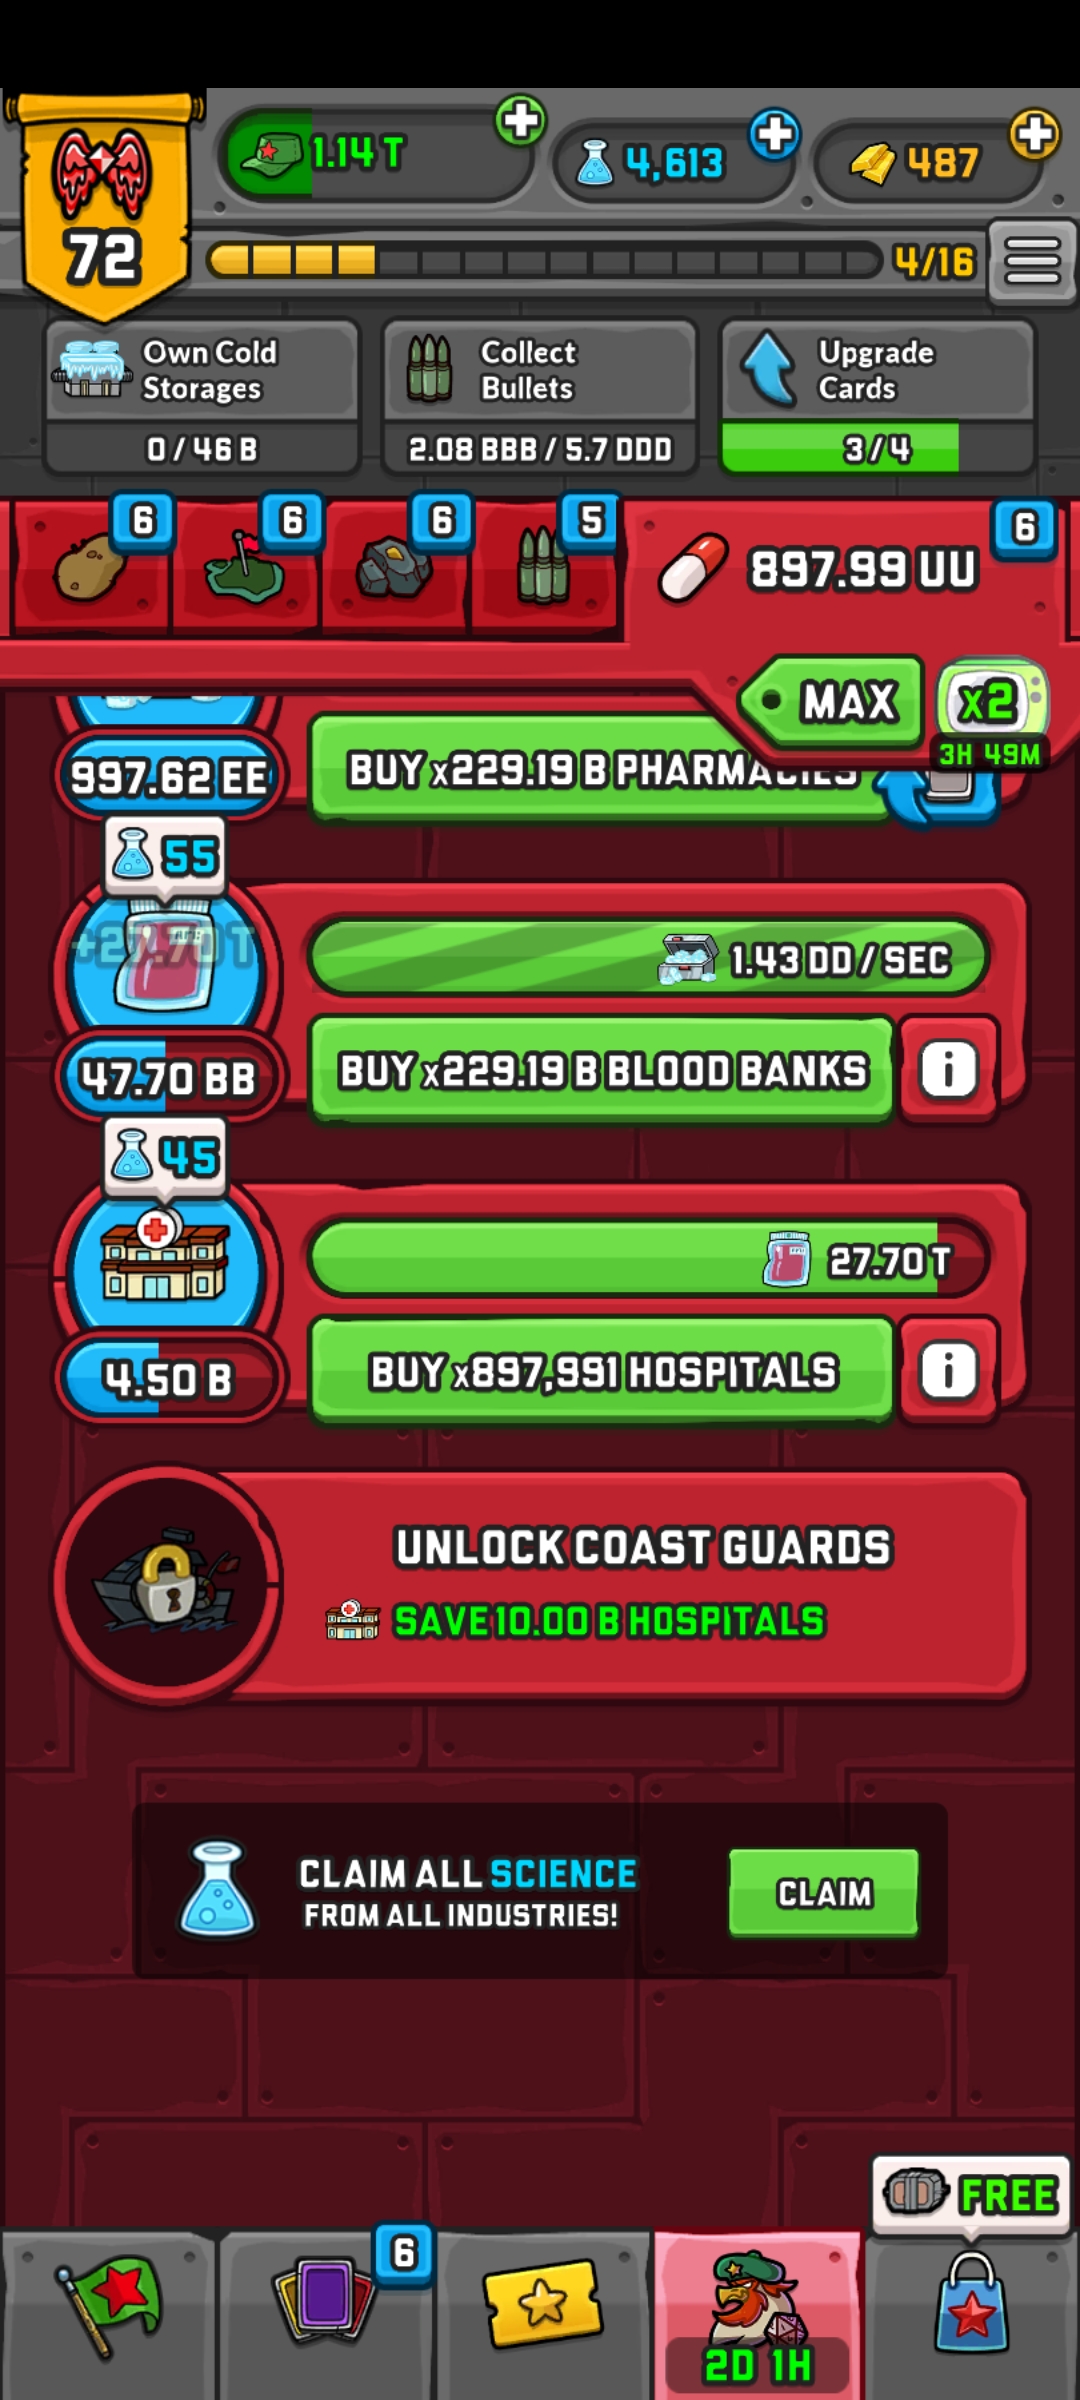 1.14 T
4,613
487
72
4/16
Own Cold
Storages
0 / 46 B
Collect
Bullets
2.08 BBB / 5.7 DDD
Upgrade
Cards
3/4
6
6
6
5
897.99 UU
6
MAX
x2
3H 49M
997.62 EE
BUY x229.19 B PHARMACIES
55
+27.70 T
1.43 DD / SEC
47.70 BB
BUY x229.19 B BLOOD BANKS
i
45
27.70 T
4.50 B
BUY x897,991 HOSPITALS
i
UNLOCK COAST GUARDS
SAVE 10.00 B HOSPITALS
CLAIM ALL SCIENCE
FROM ALL INDUSTRIES!
CLAIM
FREE
6
2D 1H